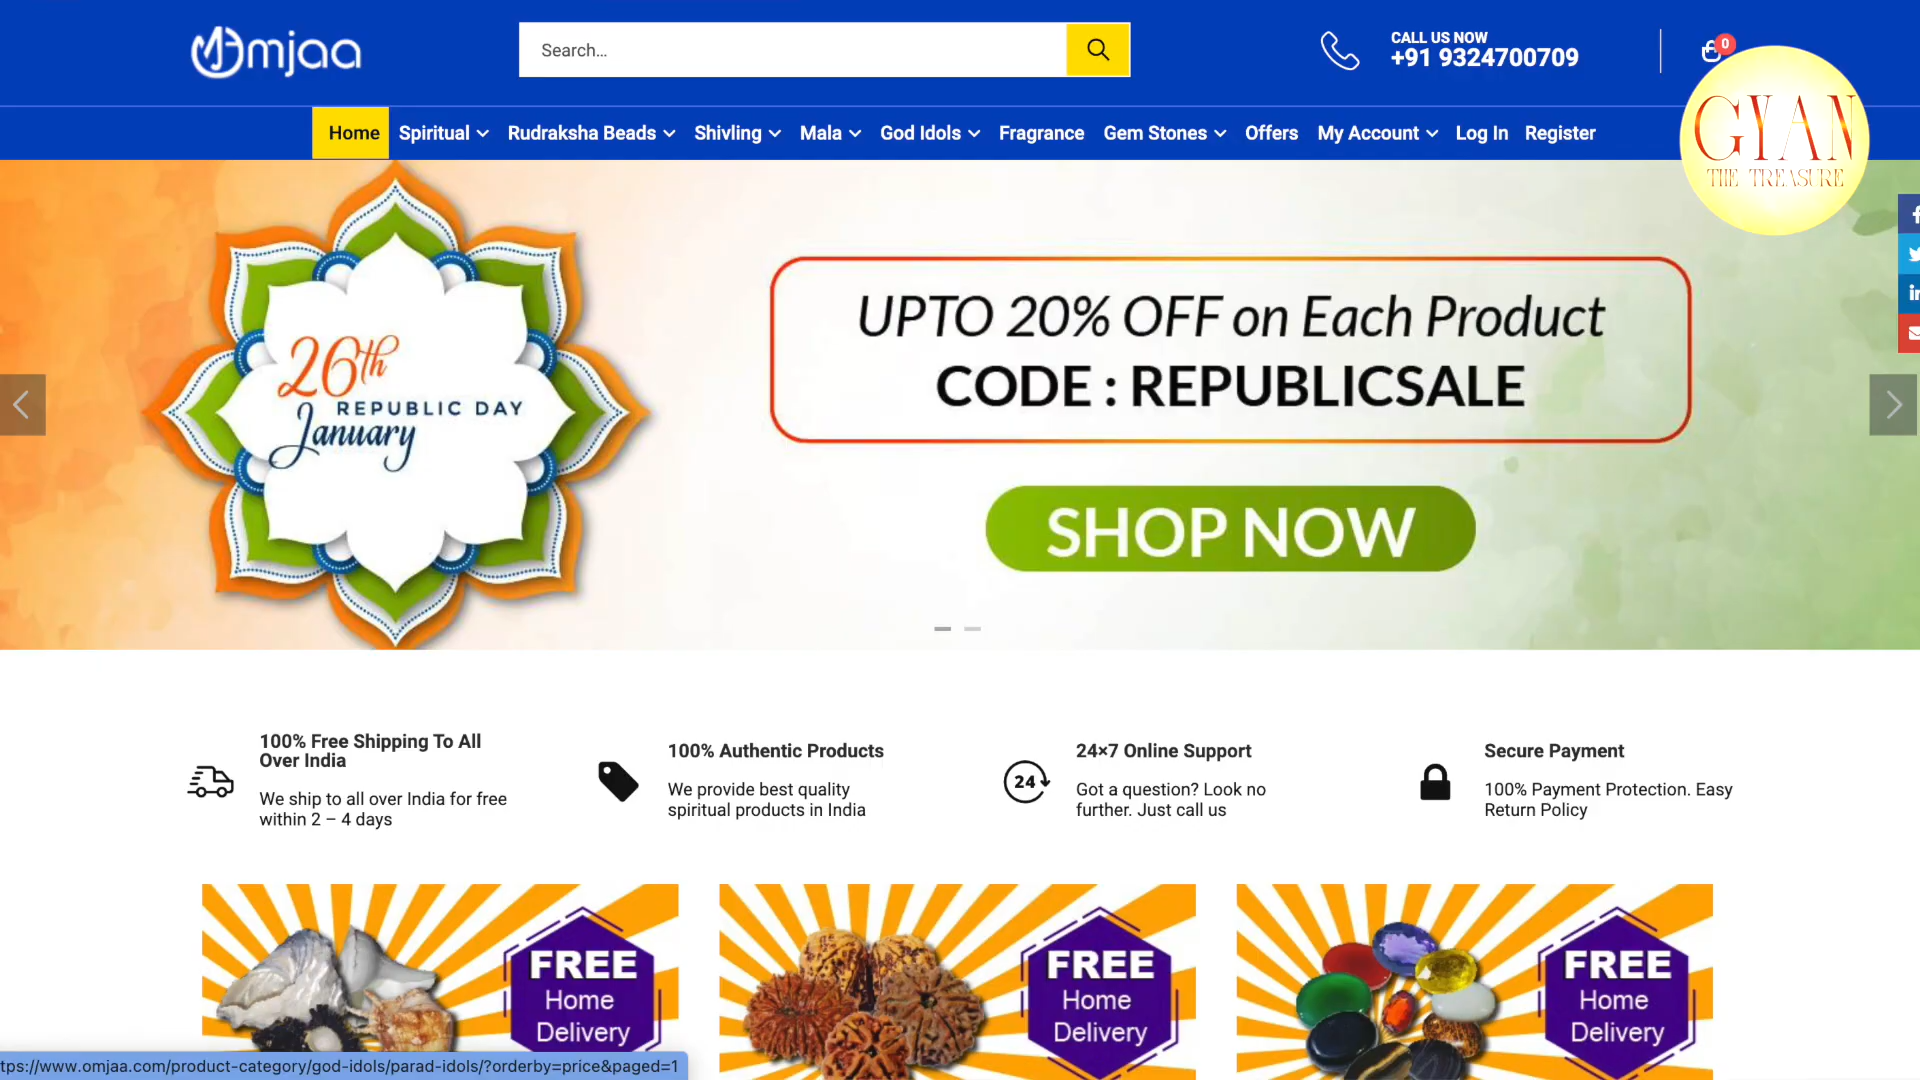 Omjaa
Search...
CALL US NOW
+91 9324700709
0
Home Spiritual Rudraksha Beads Shivling Mala God Idols Fragrance Gem Stones Offers My Account Log In Register
GYAN
THE TREASURE
26th
REPUBLIC DAY
January
UPTO 20% OFF on Each Product
CODE : REPUBLICSALE
SHOP NOW
100% Free Shipping To All
Over India
We ship to all over India for free
within 2 – 4 days
100% Authentic Products
We provide best quality
spiritual products in India
24
24×7 Online Support
Got a question? Look no
further. Just call us
Secure Payment
100% Payment Protection. Easy
Return Policy
FREE
Home
Delivery
FREE
Home
Delivery
FREE
Home
Delivery
tps://www.omjaa.com/product-category/god-idols/parad-idols/?orderby=price&paged=1